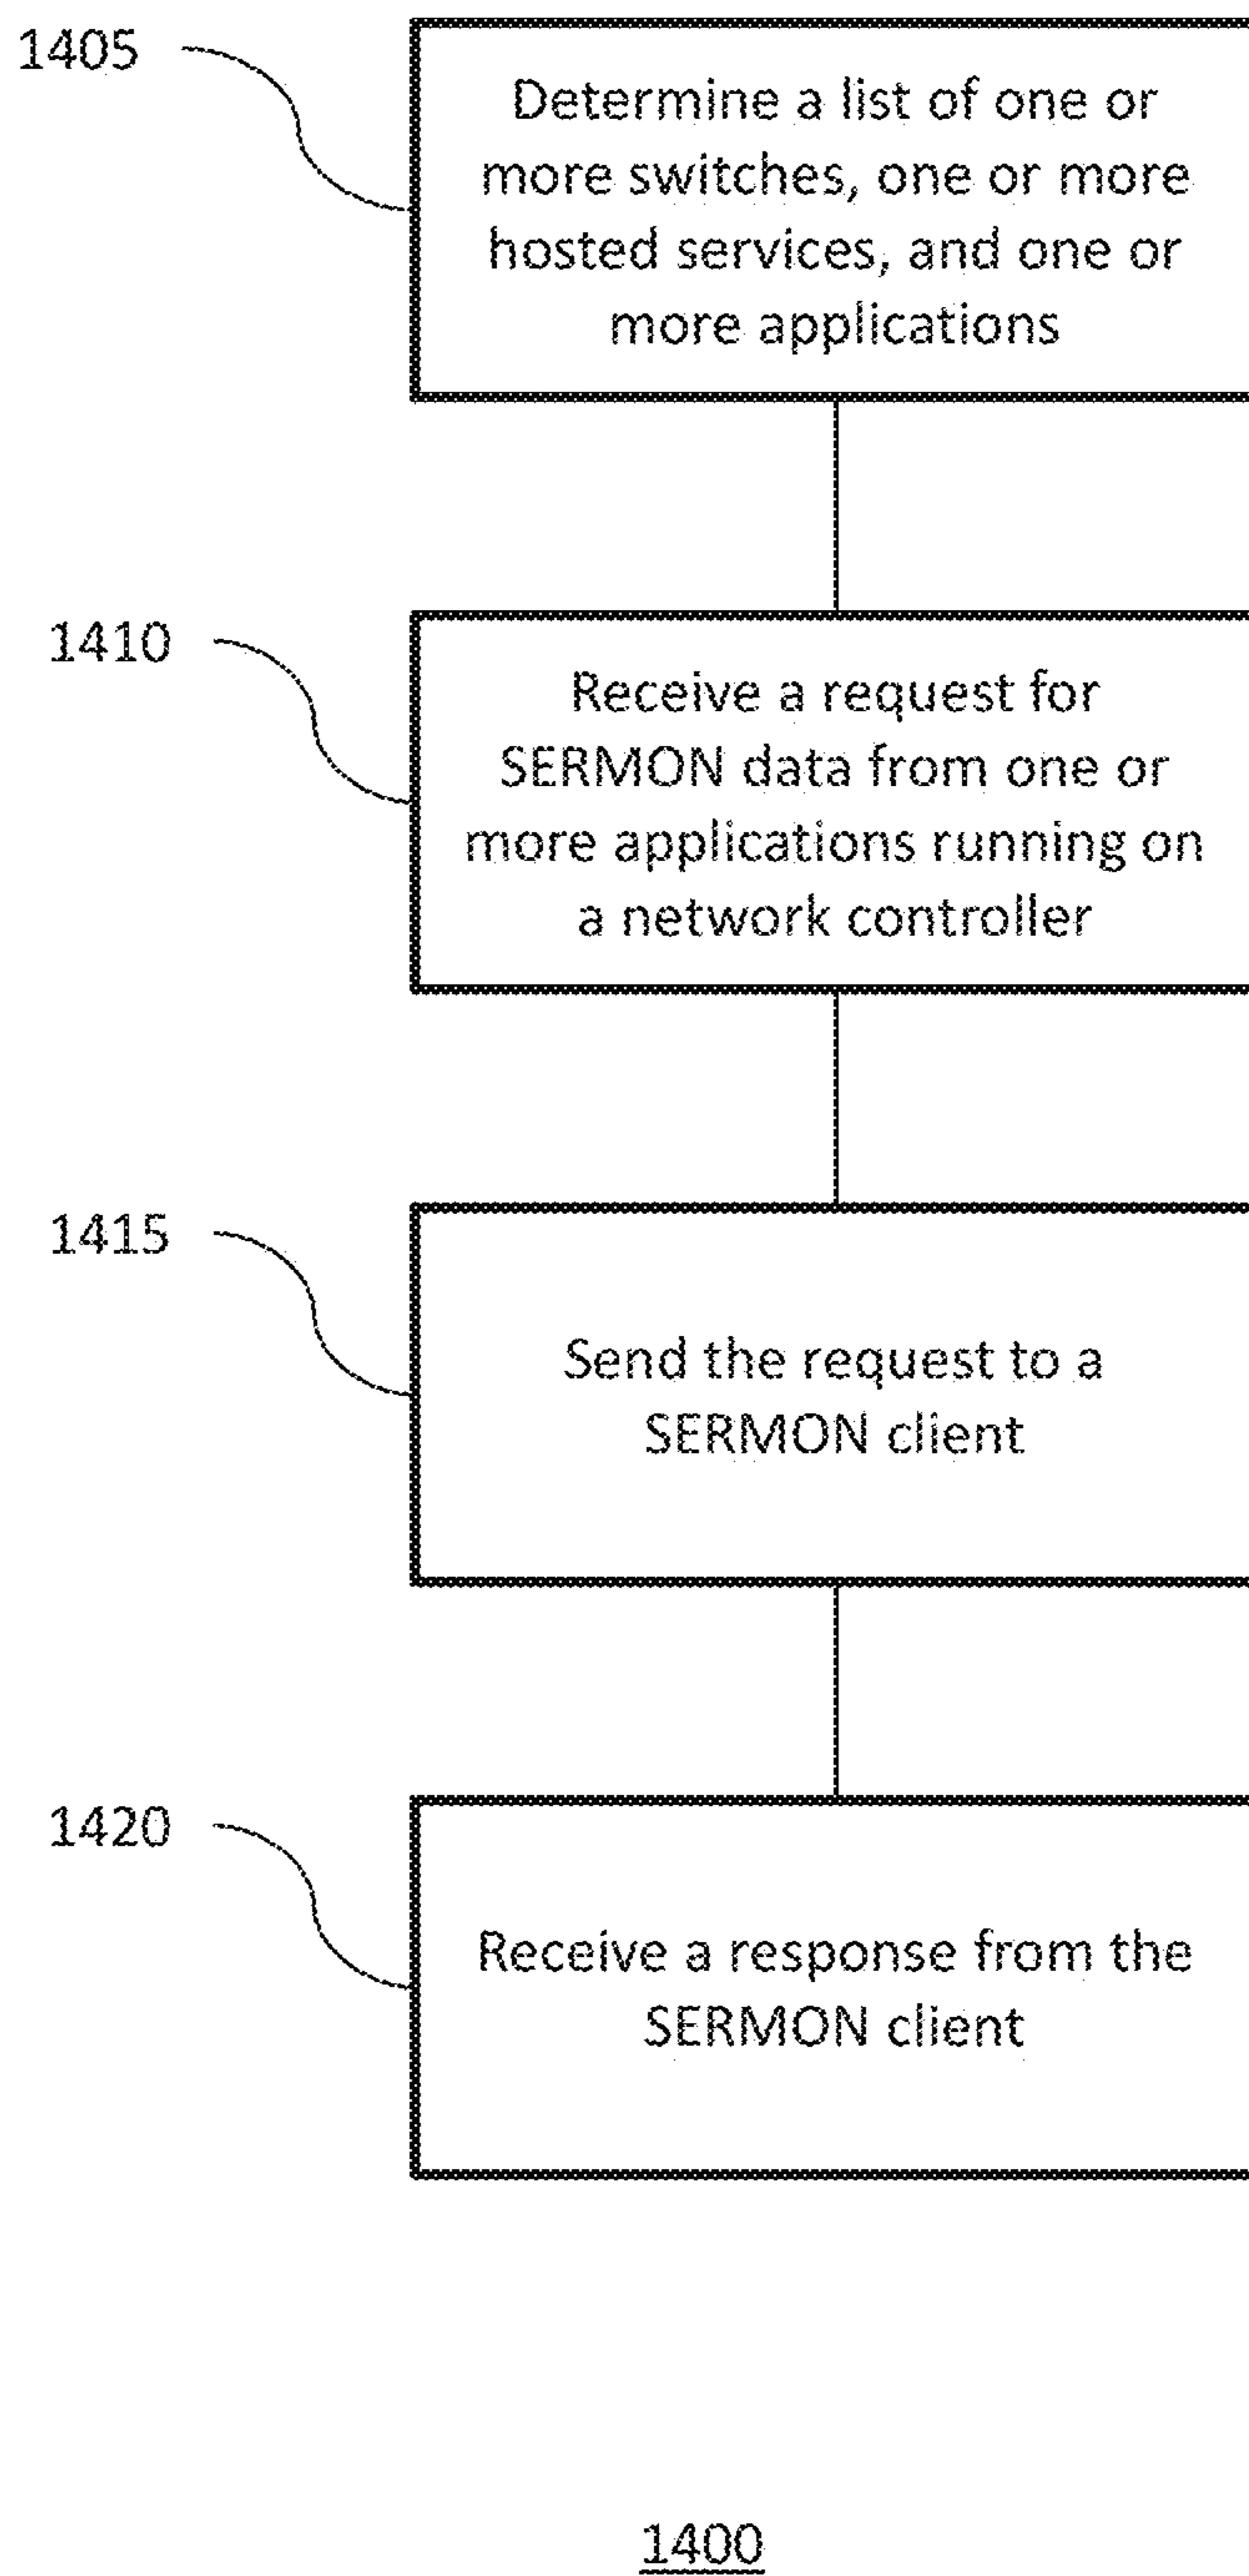 1405
Determine a list of one or
more switches, one or more
hosted services, and one or
more applications
1410
Receive a request for
SERMON data from one or
more applications running on
a network controller
1415
Send the request to a
SERMON client
1420
Receive a response from the
SERMON client
1400